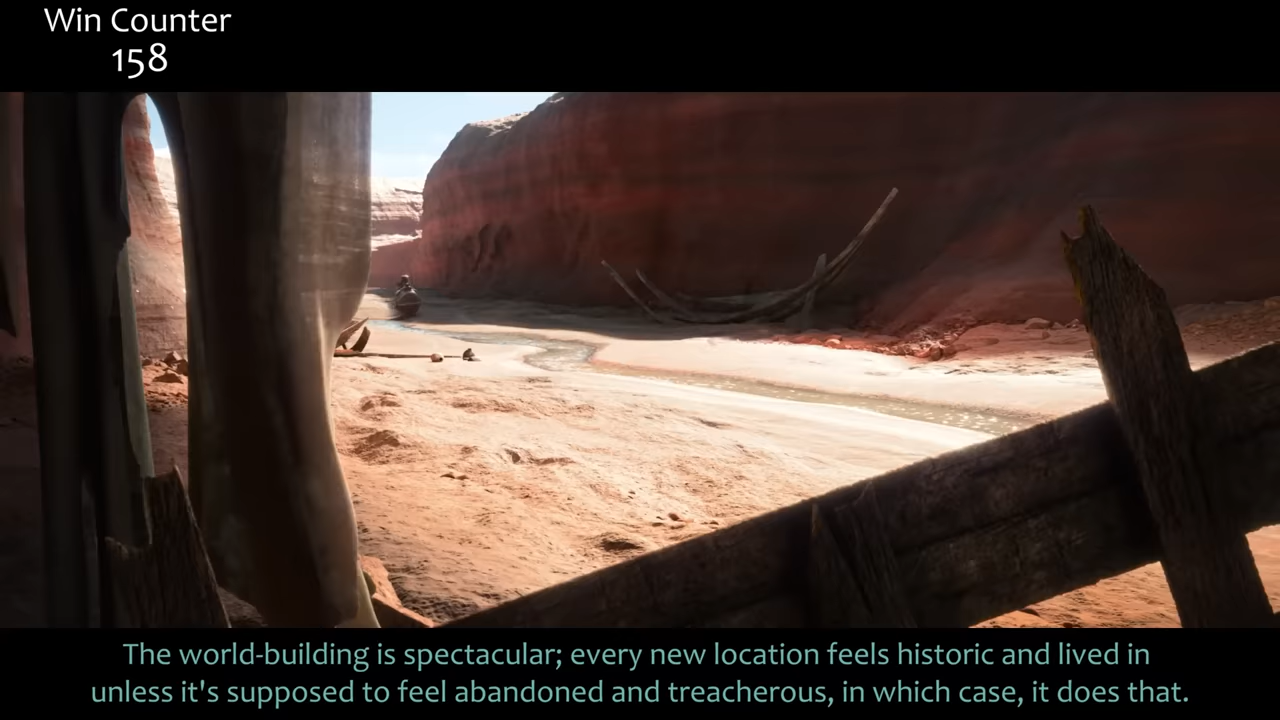 Win Counter
158
The world-building is spectacular; every new location feels historic and lived in
unless it's supposed to feel abandoned and treacherous, in which case, it does that.